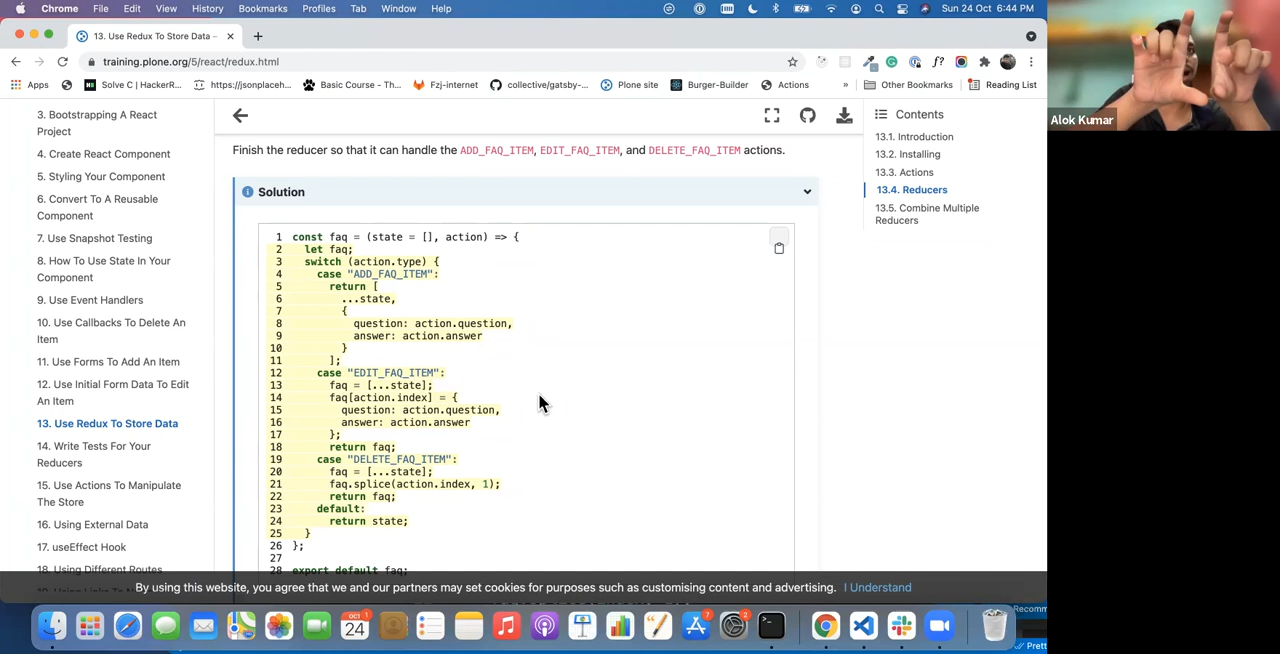 Chrome File Edit View History Bookmarks Profiles Tab Window Help Sun 24 Oct 6:44 PM
13. Use Redux To Store Data –
training.plone.org/5/react/redux.html
Apps Solve C | HackerR... https://jsonplaceh... Basic Course - Th... Fzj-internet collective/gatsby-... Plone site Burger-Builder Actions » Other Bookmarks Reading List
Alok Kumar
3. Bootstrapping A React
Project
4. Create React Component
5. Styling Your Component
6. Convert To A Reusable
Component
7. Use Snapshot Testing
8. How To Use State In Your
Component
9. Use Event Handlers
10. Use Callbacks To Delete An
Item
11. Use Forms To Add An Item
12. Use Initial Form Data To Edit
An Item
13. Use Redux To Store Data
14. Write Tests For Your
Reducers
15. Use Actions To Manipulate
The Store
16. Using External Data
17. useEffect Hook
18. Using Different Routes
Finish the reducer so that it can handle the ADD_FAQ_ITEM, EDIT_FAQ_ITEM, and DELETE_FAQ_ITEM actions.
Solution
1 const faq = (state = [], action) => {
2 let faq;
3 switch (action.type) {
4 case "ADD_FAQ_ITEM":
5 return [
6 ...state,
7 {
8 question: action.question,
9 answer: action.answer
10 }
11 ];
12 case "EDIT_FAQ_ITEM":
13 faq = [...state];
14 faq[action.index] = {
15 question: action.question,
16 answer: action.answer
17 };
18 return faq;
19 case "DELETE_FAQ_ITEM":
20 faq = [...state];
21 faq.splice(action.index, 1);
22 return faq;
23 default:
24 return state;
25 }
26 };
27
28 export default faq;
Contents
13.1. Introduction
13.2. Installing
13.3. Actions
13.4. Reducers
13.5. Combine Multiple
Reducers
By using this website, you agree that we and our partners may set cookies for purposes such as customising content and advertising. I Understand
OCT 1
24
7
2
Recomm
Prett